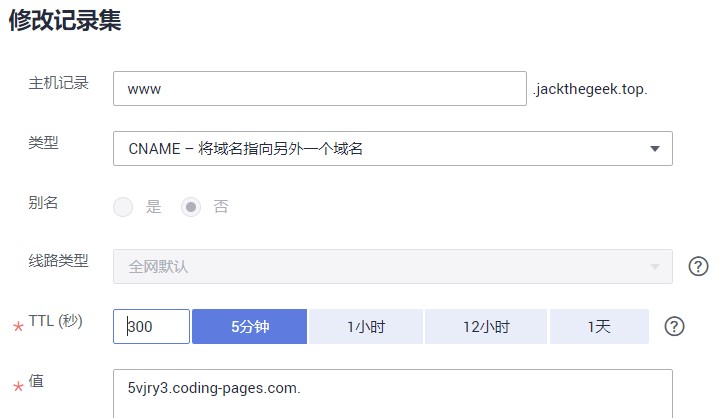 修改记录集
主机记录 www .jackthegeek.top.
类型 CNAME – 将域名指向另外一个域名
别名 是 否
线路类型 全网默认 ?
* TTL (秒) 300 5分钟 1小时 12小时 1天 ?
* 值 5vjry3.coding-pages.com.